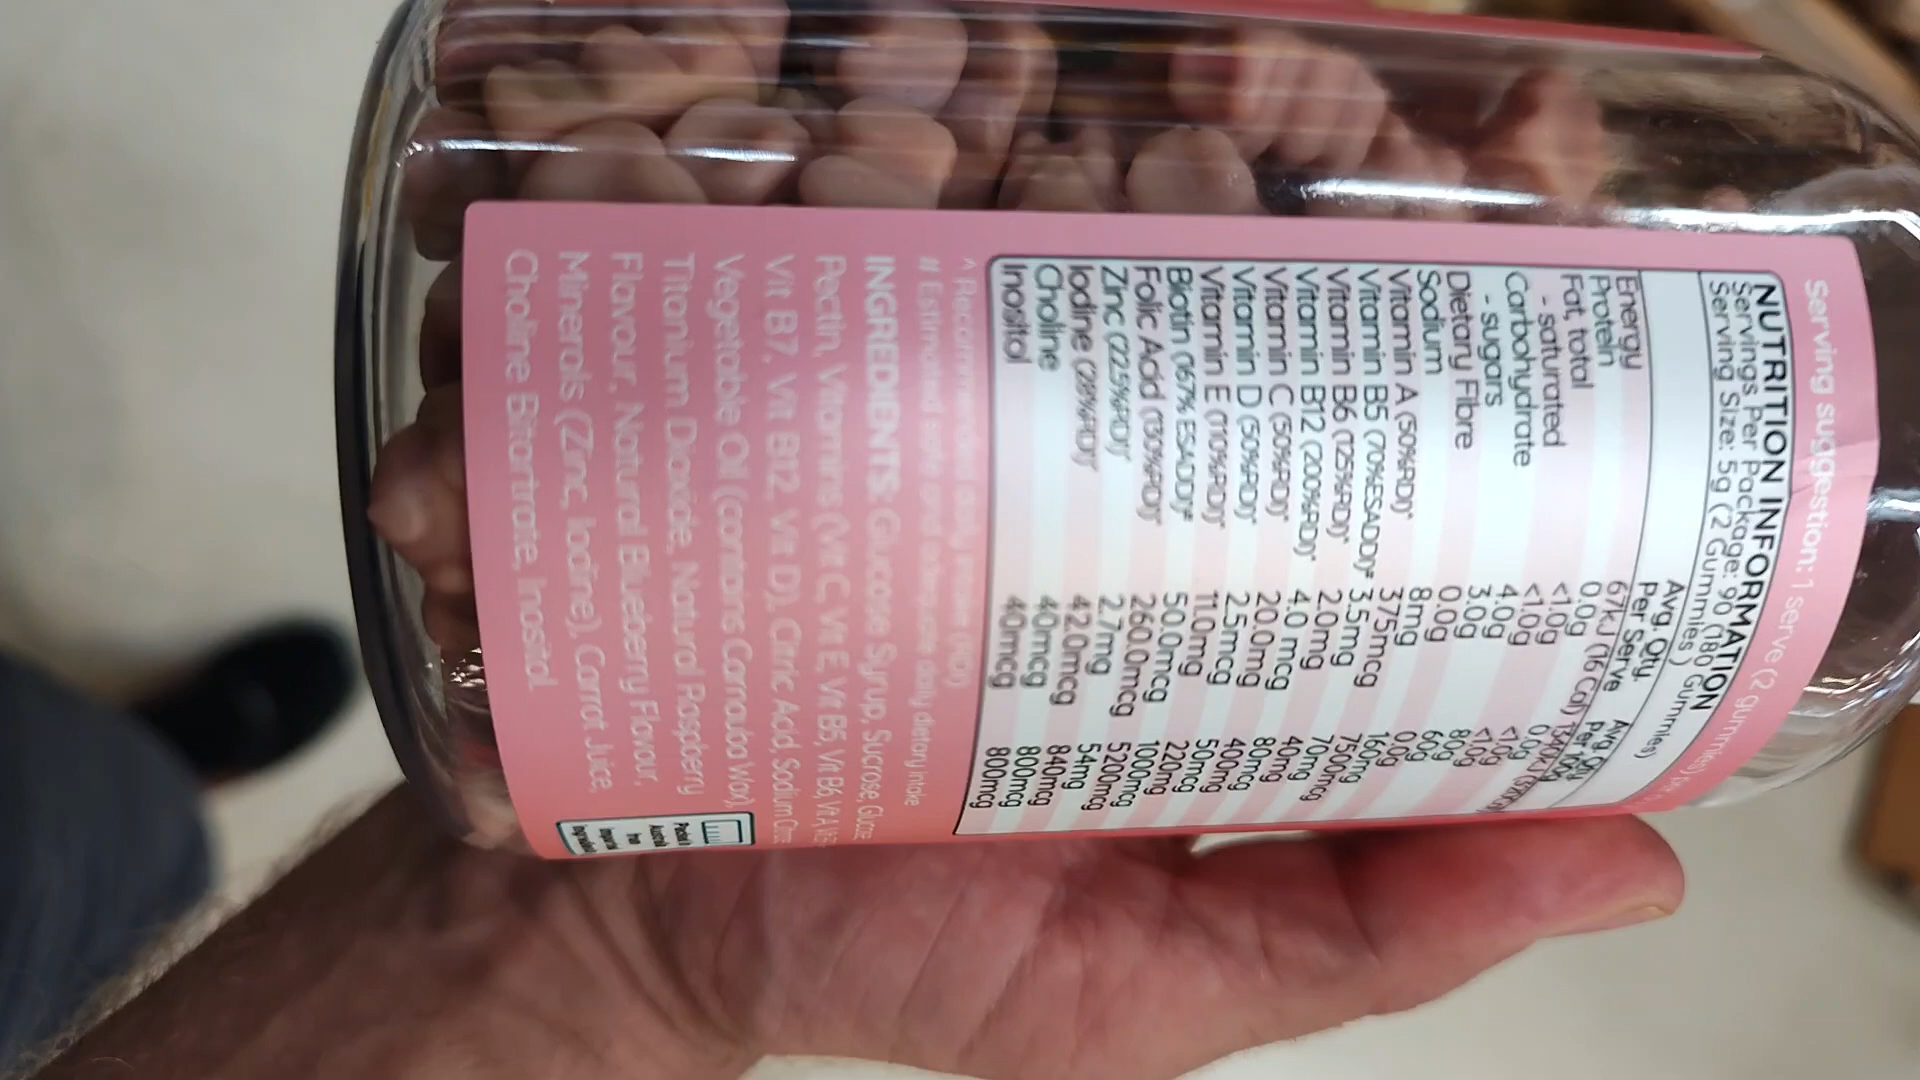 Serving suggestion: 1 serve (2 gummies)
NUTRITION INFORMATION
Servings Per Package: 90 (180 Gummies)
Serving Size: 5g (2 Gummies)
Avg. Qty. Per Serve Avg Qty Per 100g
Energy 67kJ (16 Cal) 1340kJ
Protein 0.0g 0.0g
Fat, total <1.0g <1.0g
- saturated <1.0g <1.0g
Carbohydrate 4.0g 80g
- sugars 3.0g 60g
Dietary Fibre 0.0g 0.0g
Sodium 8mg 160mg
Vitamin A (50%RDI)^ 375mcg 7500mcg
Vitamin B5 (70%ESADDI)# 3.5mg 70mg
Vitamin B6 (125%RDI)^ 2.0mg 40mg
Vitamin B12 (200%RDI)^ 4.0 mcg 80mcg
Vitamin C (50%RDI)^ 20.0mg 400mg
Vitamin D (50%RDI)^ 2.5mcg 50mcg
Vitamin E (110%RDI)^ 11.0mg 220mg
Biotin (167% ESADDI)# 50.0mcg 1000mcg
Folic Acid (130%RDI)^ 260.0mcg 5200mcg
Zinc (22.5%RDI)^ 2.7mg 54mg
Iodine (28%RDI)^ 42.0mcg 840mcg
Choline 40mcg 800mcg
Inositol 40mcg 800mcg
^ Recommended daily intake (RDI)
# Estimated safe and adequate daily dietary intake
INGREDIENTS: Glucose Syrup, Sucrose, Glucose
Pectin, Vitamins (Vit C, Vit E, Vit B5, Vit B6, Vit A,
Vit B7, Vit B12, Vit D), Citric Acid, Sodium
Vegetable Oil (contains Carnauba Wax),
Titanium Dioxide, Natural Raspberry
Flavour, Natural Blueberry Flavour,
Minerals (Zinc, Iodine), Carrot Juice,
Choline Bitartrate, Inositol.
Australia
ingredients